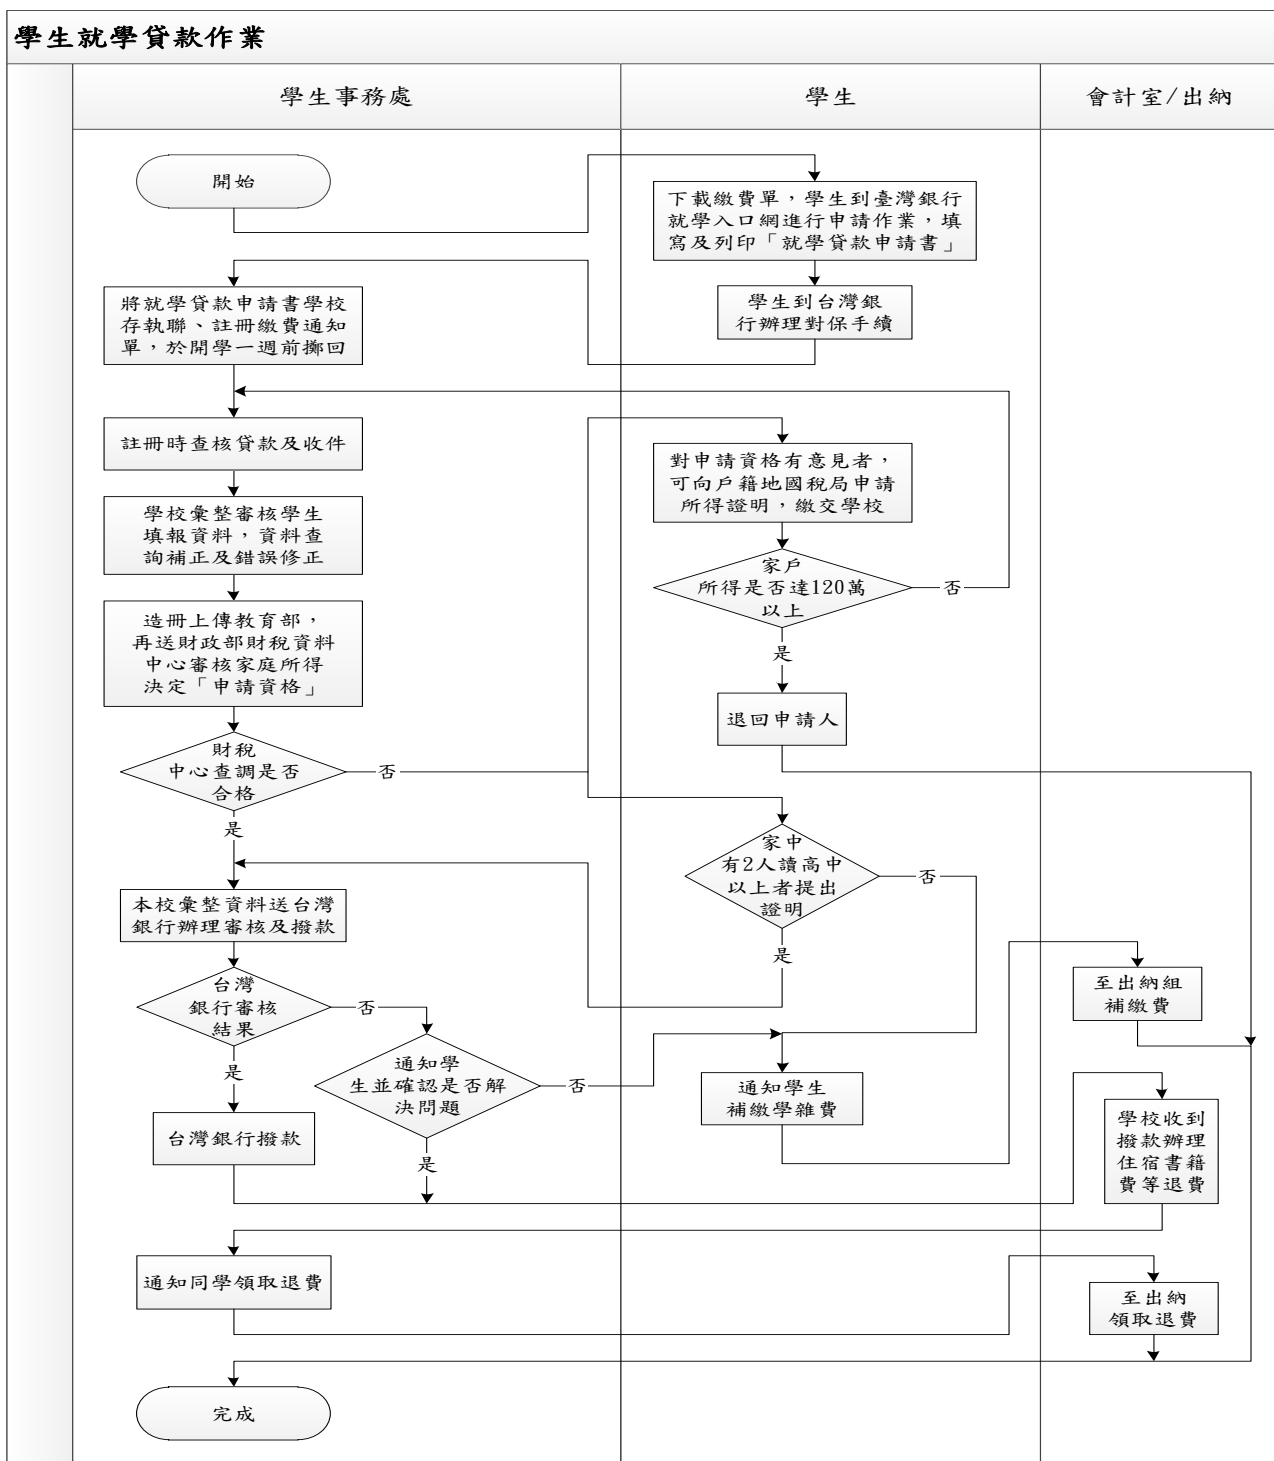 學生就學貸款作業
學生事務處
學生
會計室/出納
開始
下載繳費單，學生到臺灣銀行
就學入口網進行申請作業，填
寫及列印「就學貸款申請書」
學生到台灣銀
行辦理對保手續
將就學貸款申請書學校
存執聯、註冊繳費通知
單，於開學一週前擲回
註冊時查核貸款及收件
對申請資格有意見者，
可向戶籍地國稅局申請
所得證明，繳交學校
學校彙整審核學生
填報資料，資料查
詢補正及錯誤修正
家戶
所得是否達120萬
以上
否
是
造冊上傳教育部，
再送財政部財稅資料
中心審核家庭所得
決定「申請資格」
退回申請人
財稅
中心查調是否
合格
否
是
家中
有2人讀高中
以上者提出
證明
否
是
本校彙整資料送台灣
銀行辦理審核及撥款
台灣
銀行審核
結果
否
是
至出納組
補繳費
通知學
生並確認是否解
決問題
否
是
通知學生
補繳學雜費
台灣銀行撥款
學校收到
撥款辦理
住宿書籍
費等退費
通知同學領取退費
至出納
領取退費
完成